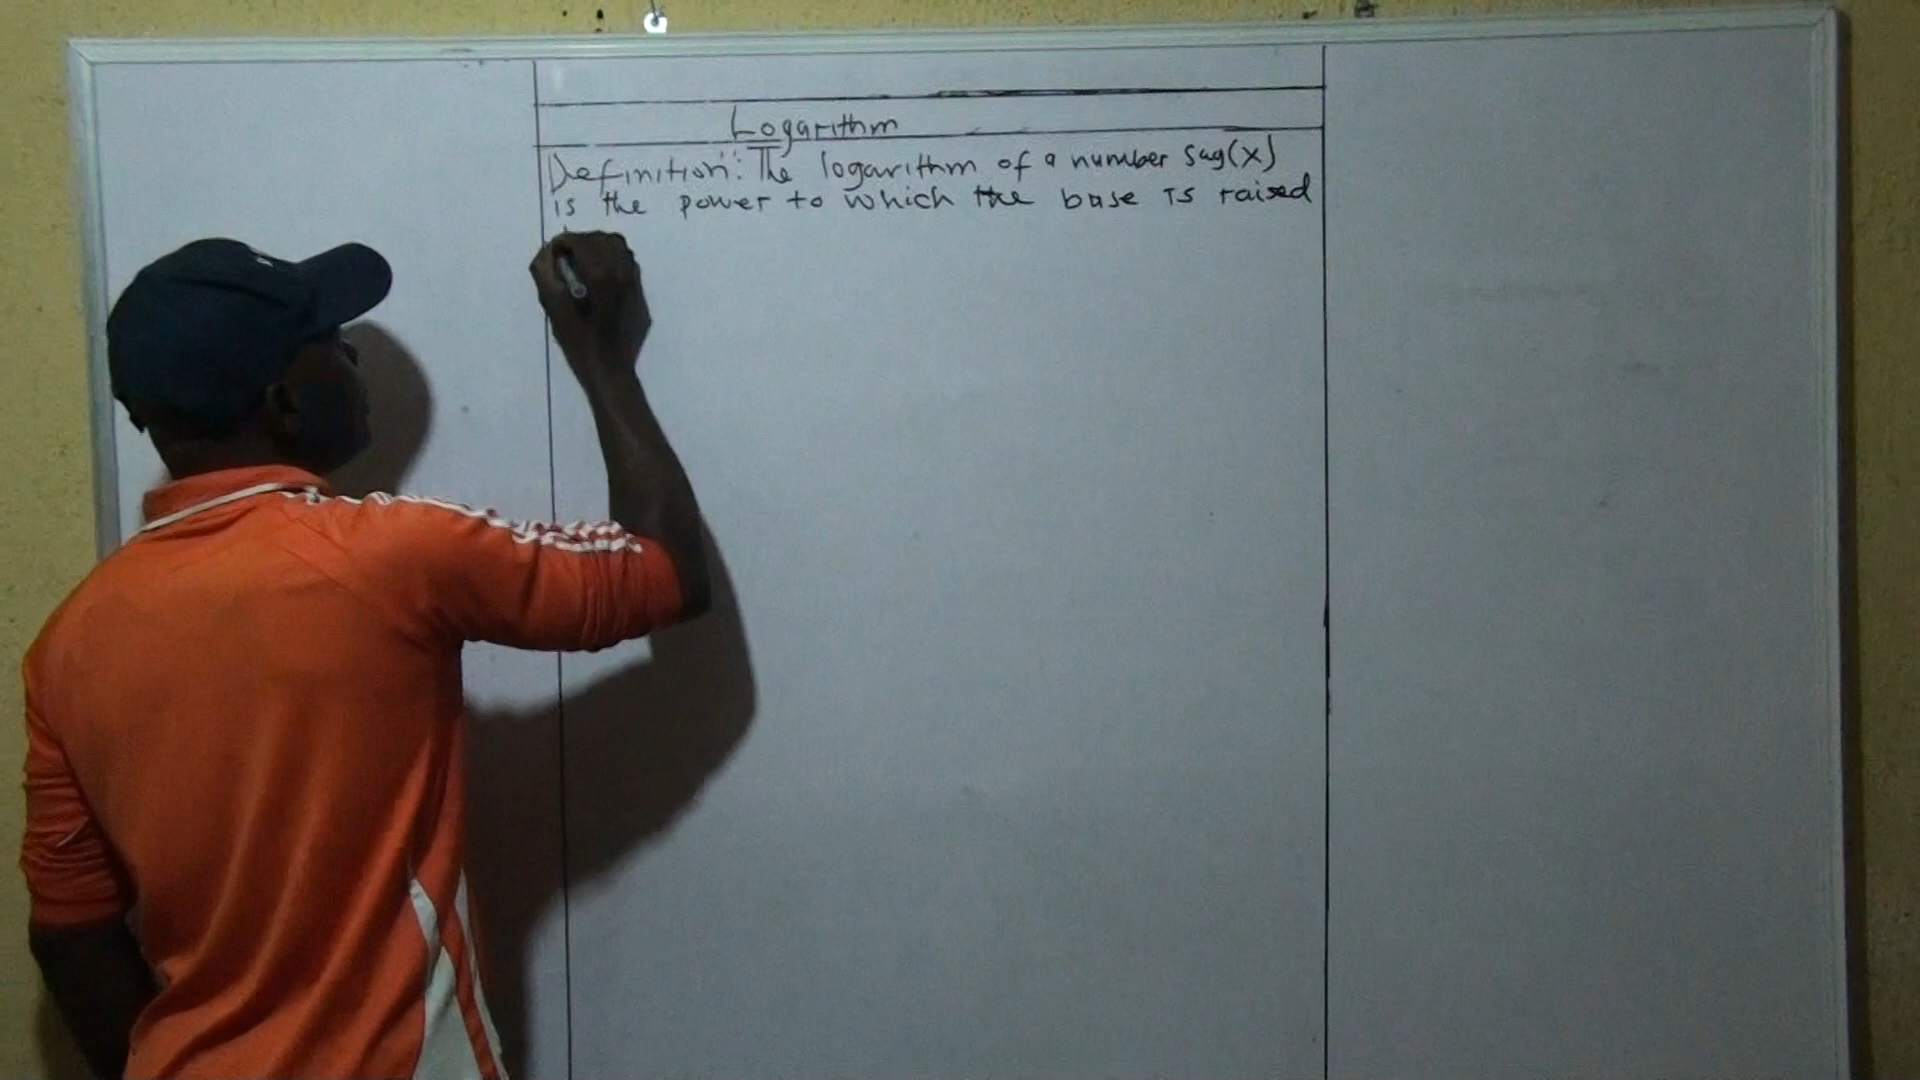 Logarithm
Definition: The logarithm of a number say(x)
is the power to which the base is raised